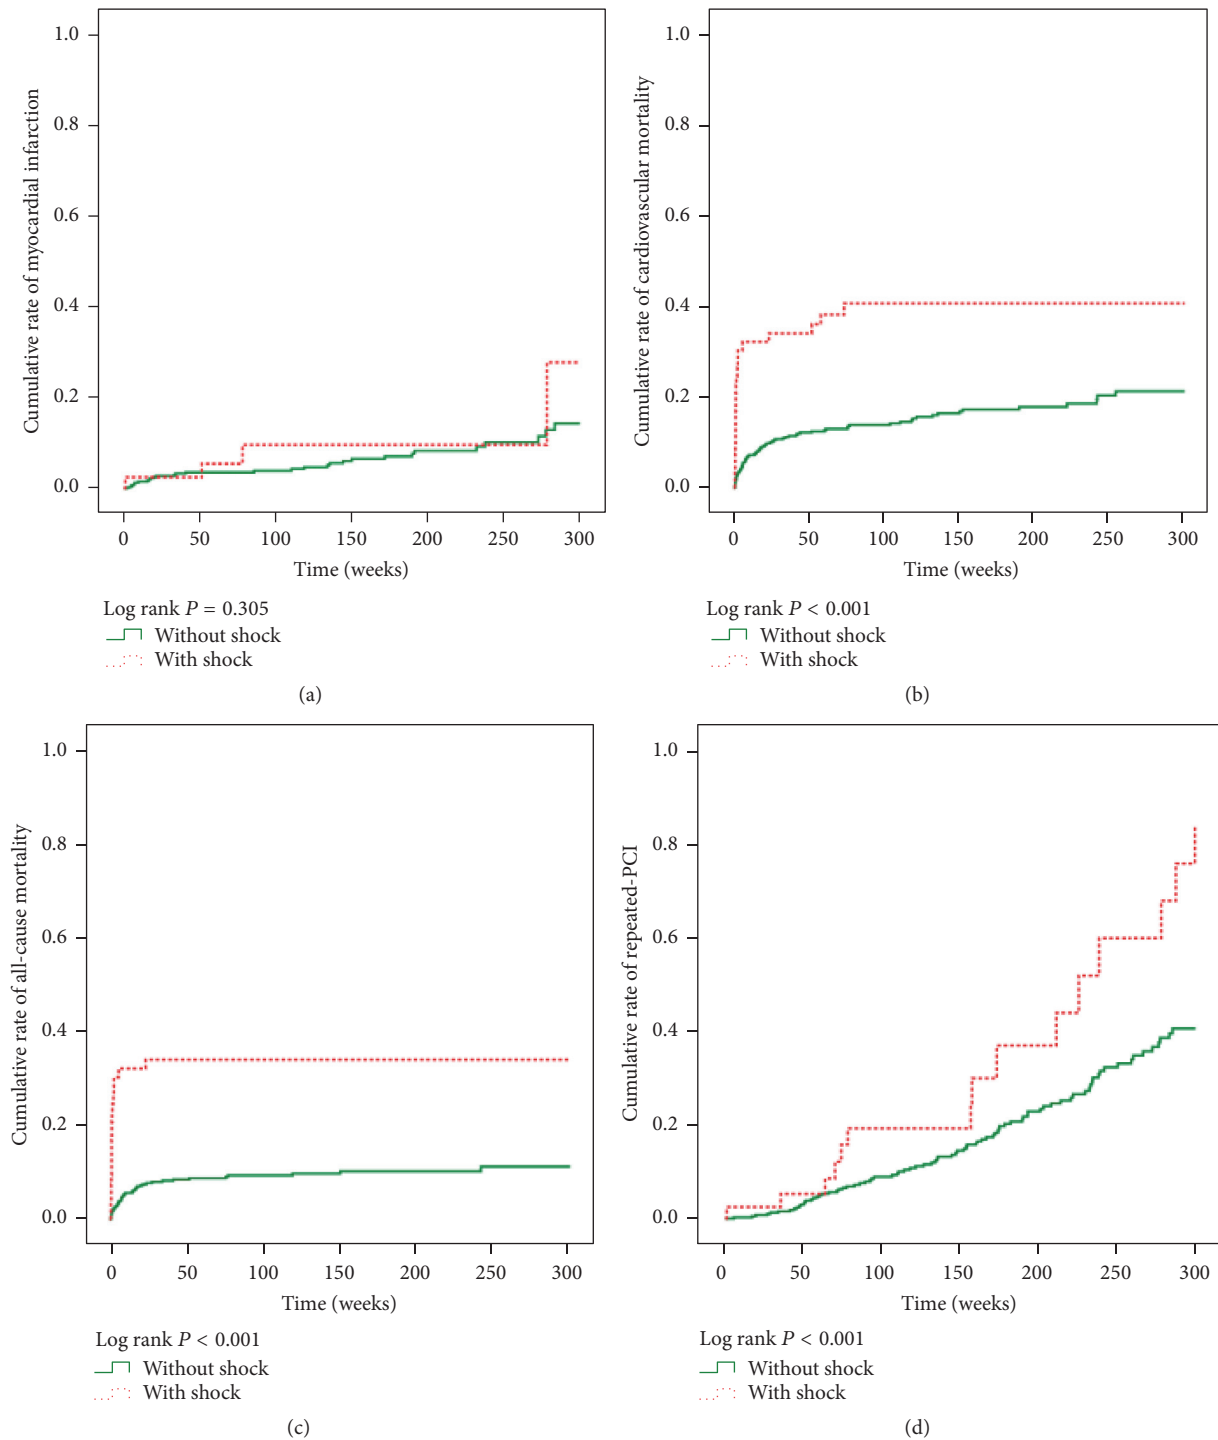 Cumulative rate of myocardial infarction
1.0
0.8
0.6
0.4
0.2
0.0
0 50 100 150 200 250 300
Time (weeks)
Log rank P = 0.305
Without shock
With shock
(a)
Cumulative rate of cardiovascular mortality
1.0
0.8
0.6
0.4
0.2
0.0
0 50 100 150 200 250 300
Time (weeks)
Log rank P < 0.001
Without shock
With shock
(b)
Cumulative rate of all-cause mortality
1.0
0.8
0.6
0.4
0.2
0.0
0 50 100 150 200 250 300
Time (weeks)
Log rank P < 0.001
Without shock
With shock
(c)
Cumulative rate of repeated-PCI
1.0
0.8
0.6
0.4
0.2
0.0
0 50 100 150 200 250 300
Time (weeks)
Log rank P < 0.001
Without shock
With shock
(d)